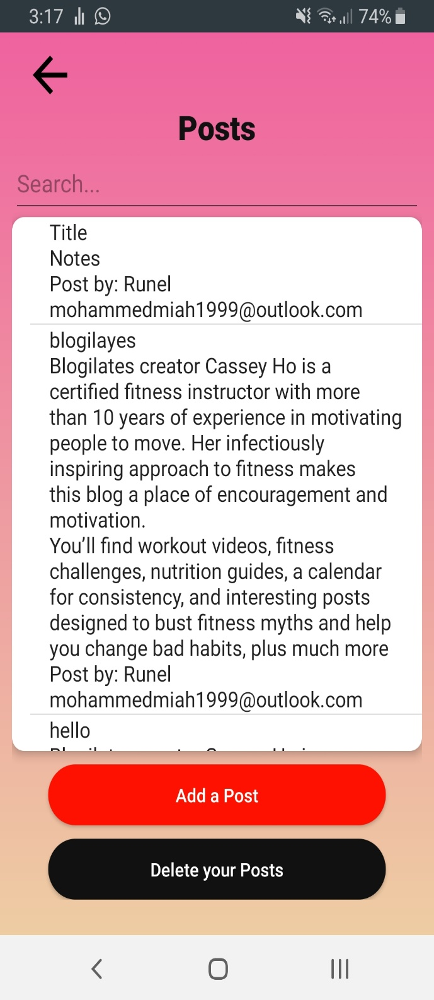 3:17 74%
Posts
Search...
Title
Notes
Post by: Runel
mohammedmiah1999@outlook.com
blogilayes
Blogilates creator Cassey Ho is a
certified fitness instructor with more
than 10 years of experience in motivating
people to move. Her infectiously
inspiring approach to fitness makes
this blog a place of encouragement and
motivation.
You’ll find workout videos, fitness
challenges, nutrition guides, a calendar
for consistency, and interesting posts
designed to bust fitness myths and help
you change bad habits, plus much more
Post by: Runel
mohammedmiah1999@outlook.com
hello
Add a Post
Delete your Posts